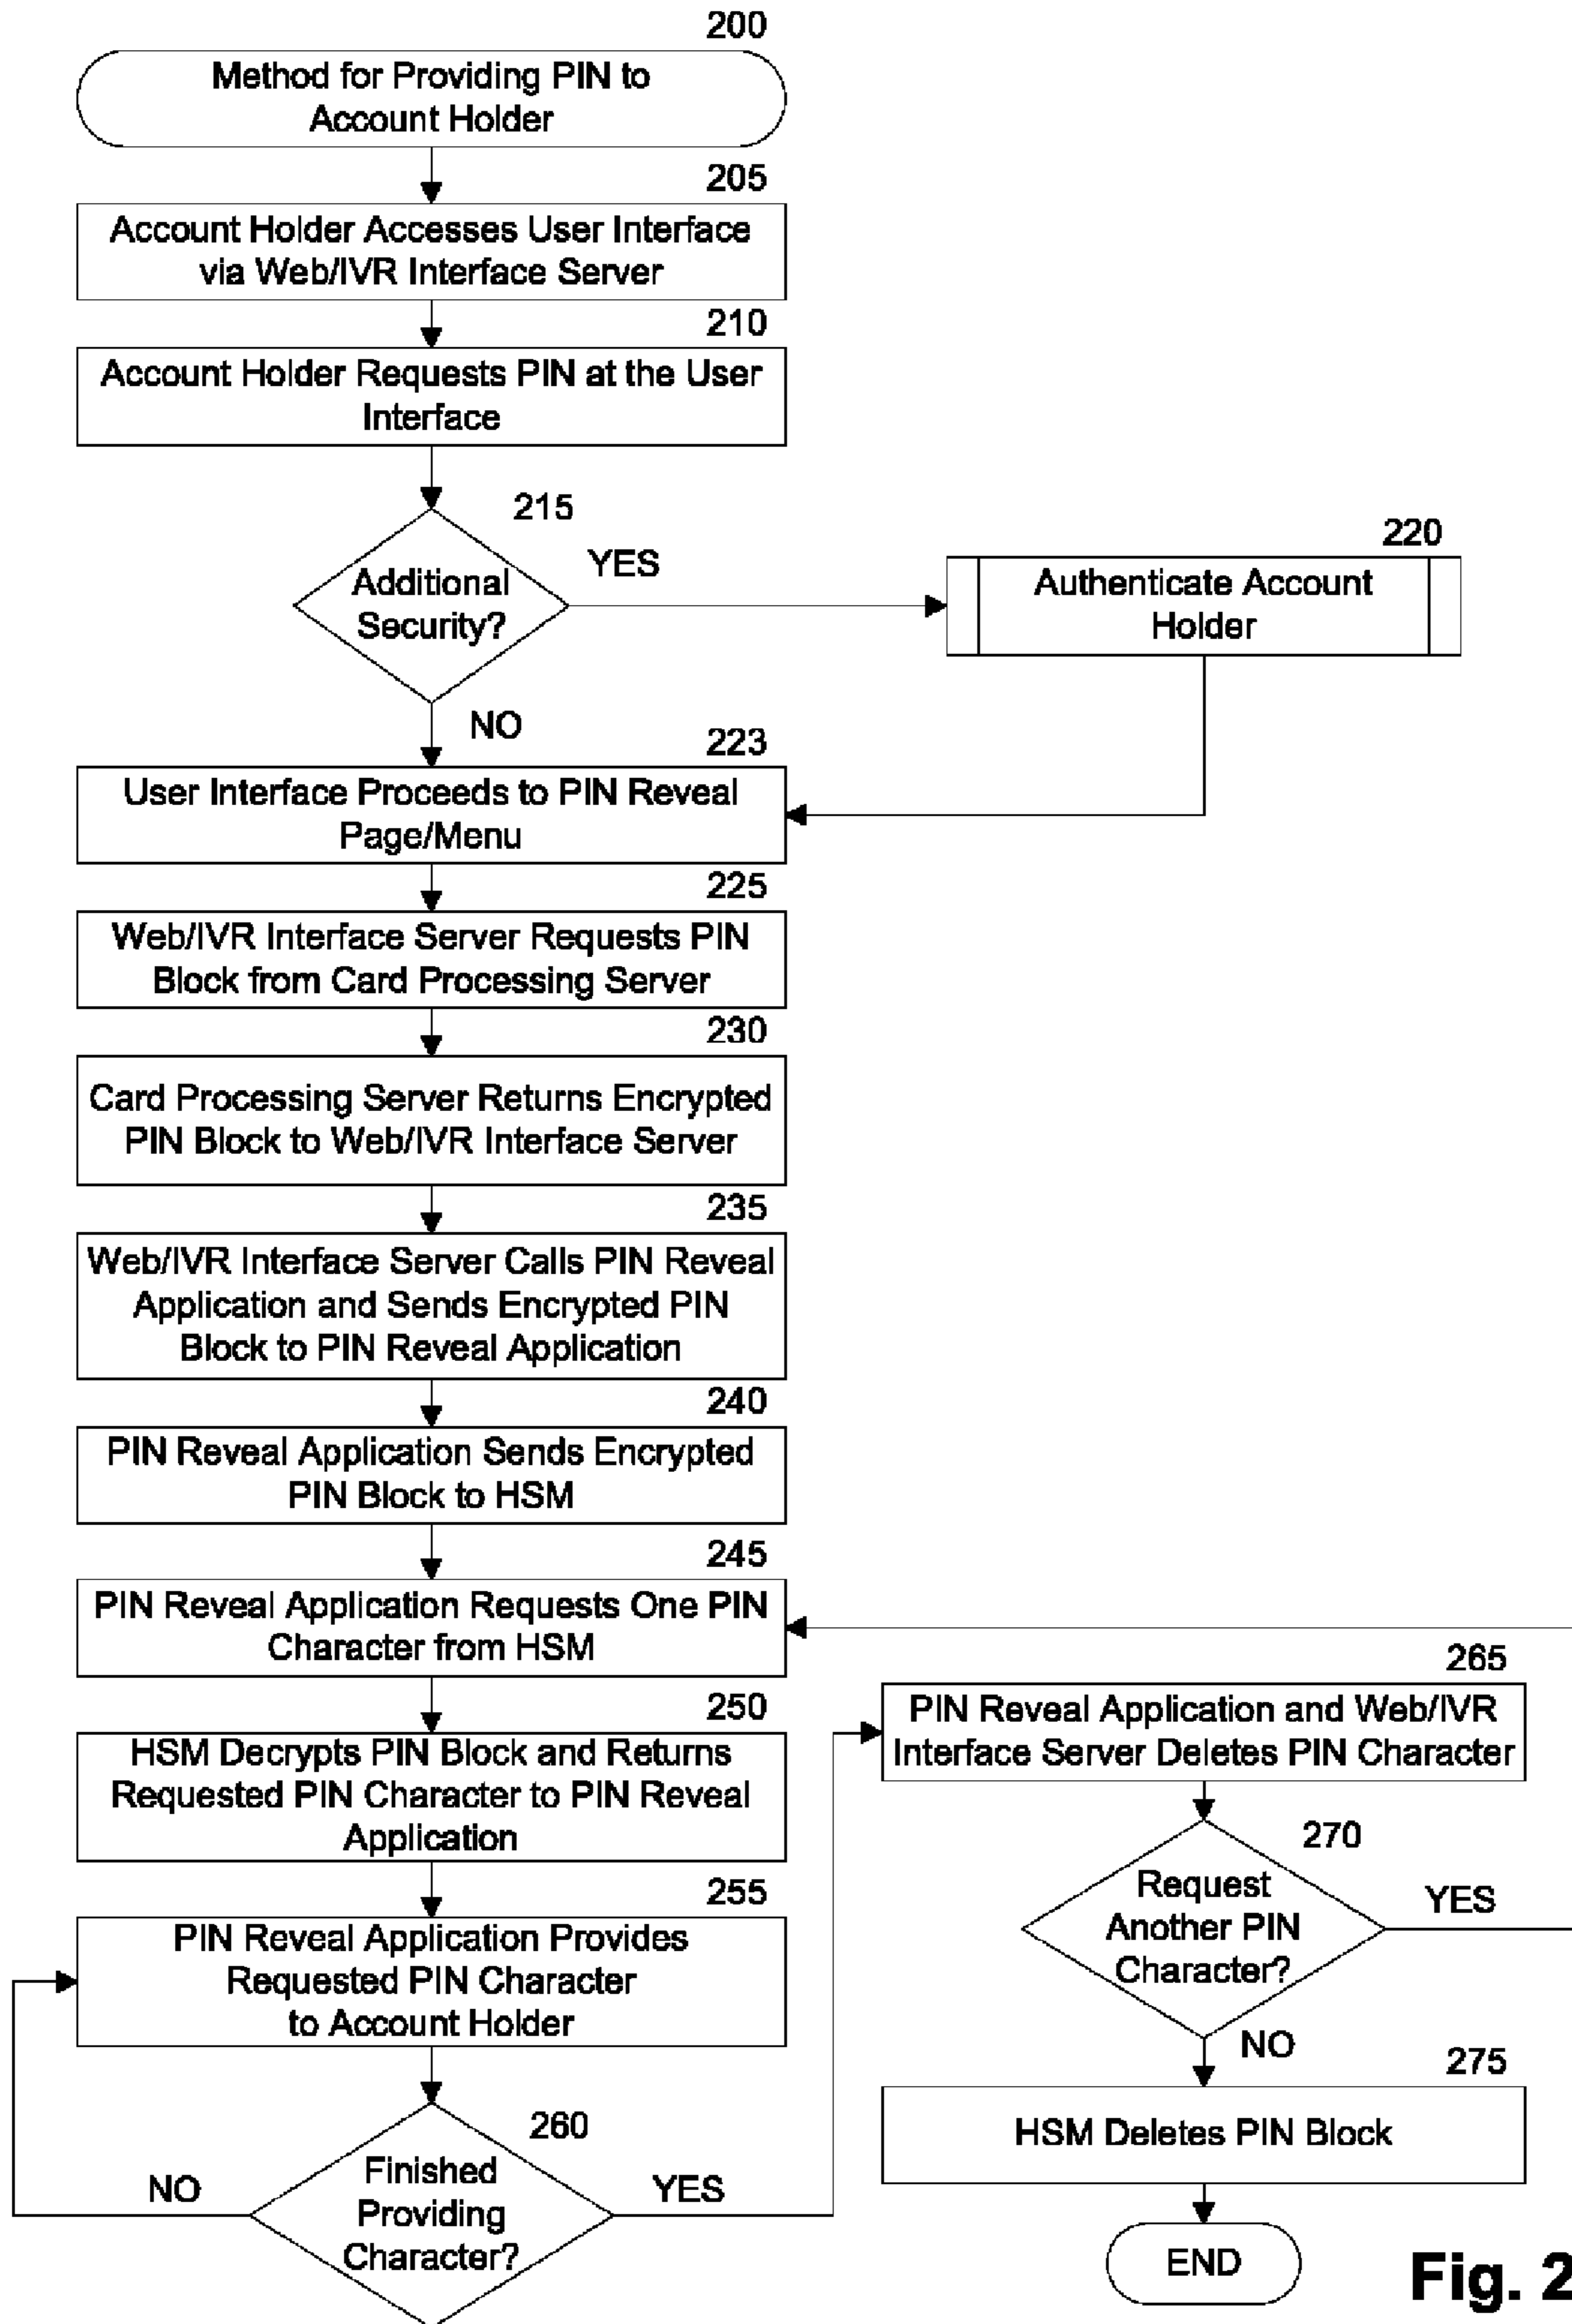 200
Method for Providing PIN to
Account Holder
205
Account Holder Accesses User Interface
via Web/IVR Interface Server
210
Account Holder Requests PIN at the User
Interface
215
Additional
Security?
YES
NO
220
Authenticate Account
Holder
223
User Interface Proceeds to PIN Reveal
Page/Menu
225
Web/IVR Interface Server Requests PIN
Block from Card Processing Server
230
Card Processing Server Returns Encrypted
PIN Block to Web/IVR Interface Server
235
Web/IVR Interface Server Calls PIN Reveal
Application and Sends Encrypted PIN
Block to PIN Reveal Application
240
PIN Reveal Application Sends Encrypted
PIN Block to HSM
245
PIN Reveal Application Requests One PIN
Character from HSM
250
HSM Decrypts PIN Block and Returns
Requested PIN Character to PIN Reveal
Application
255
PIN Reveal Application Provides
Requested PIN Character
to Account Holder
260
Finished
Providing
Character?
NO
YES
265
PIN Reveal Application and Web/IVR
Interface Server Deletes PIN Character
270
Request
Another PIN
Character?
YES
NO
275
HSM Deletes PIN Block
END
Fig. 2